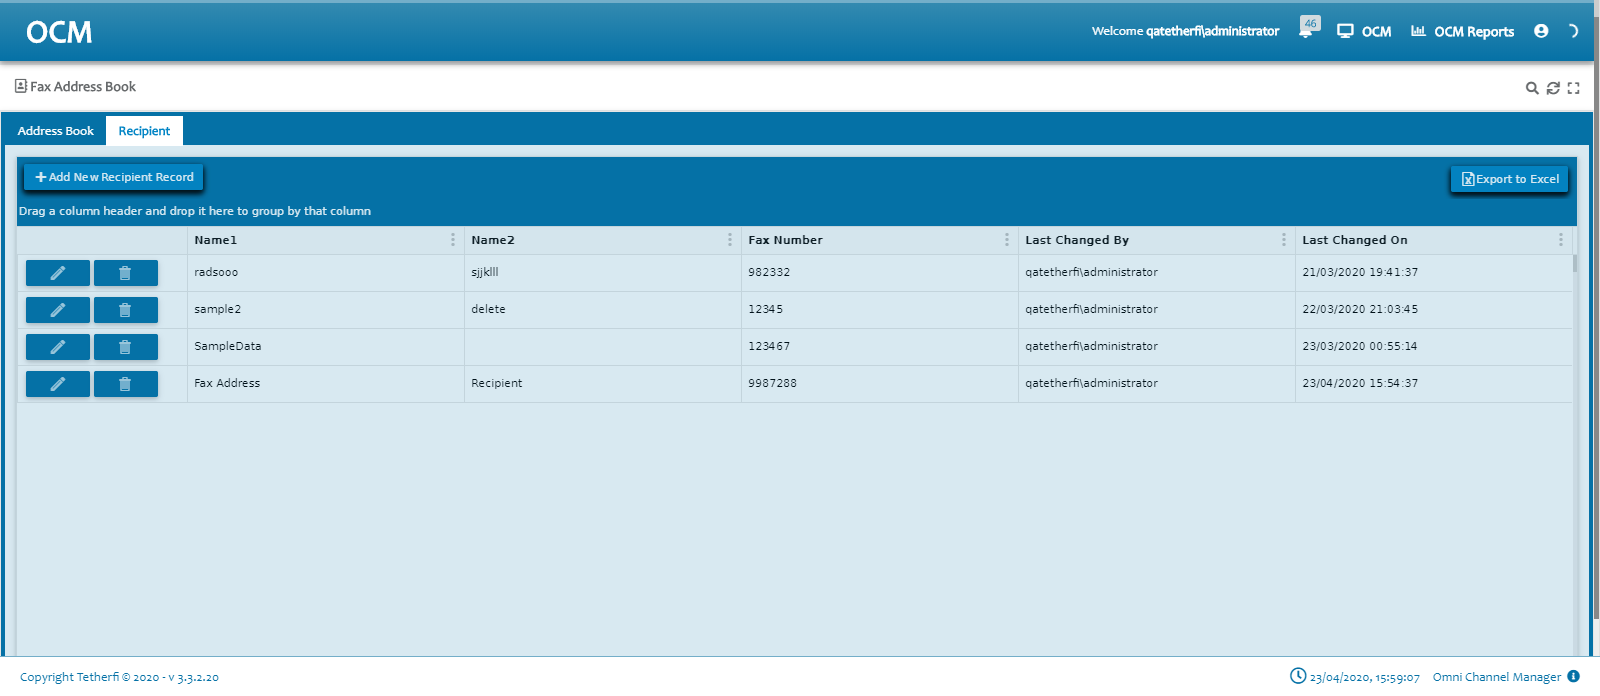 OCM
Welcome qatetherfi\administrator 46 OCM OCM Reports
Fax Address Book
Address Book Recipient
Add New Recipient Record Export to Excel
Drag a column header and drop it here to group by that column
Name1 Name2 Fax Number Last Changed By Last Changed On
radsooo sjjklll 982332 qatetherfi\administrator 21/03/2020 19:41:37
sample2 delete 12345 qatetherfi\administrator 22/03/2020 21:03:45
SampleData 123467 qatetherfi\administrator 23/03/2020 00:55:14
Fax Address Recipient 9987288 qatetherfi\administrator 23/04/2020 15:54:37
Copyright Tetherfi © 2020 - v 3.3.2.20 23/04/2020, 15:59:07 Omni Channel Manager